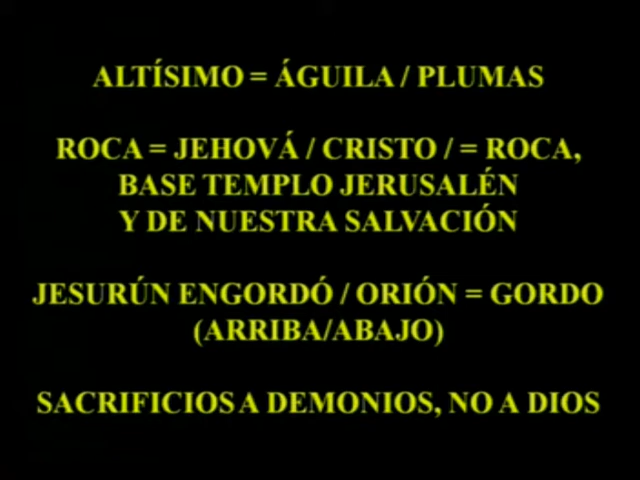 ALTÍSIMO = ÁGUILA / PLUMAS
ROCA = JEHOVÁ / CRISTO / = ROCA,
BASE TEMPLO JERUSALÉN
Y DE NUESTRA SALVACIÓN
JESURÚN ENGORDÓ / ORIÓN = GORDO
(ARRIBA/ABAJO)
SACRIFICIOS A DEMONIOS, NO A DIOS